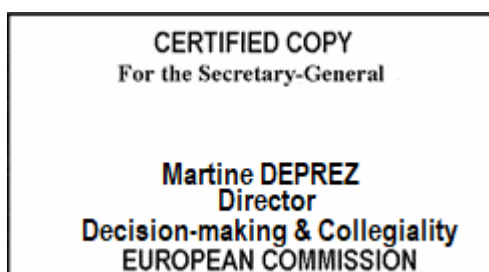 CERTIFIED COPY
For the Secretary-General
Martine DEPREZ
Director
Decision-making & Collegiality
EUROPEAN COMMISSION